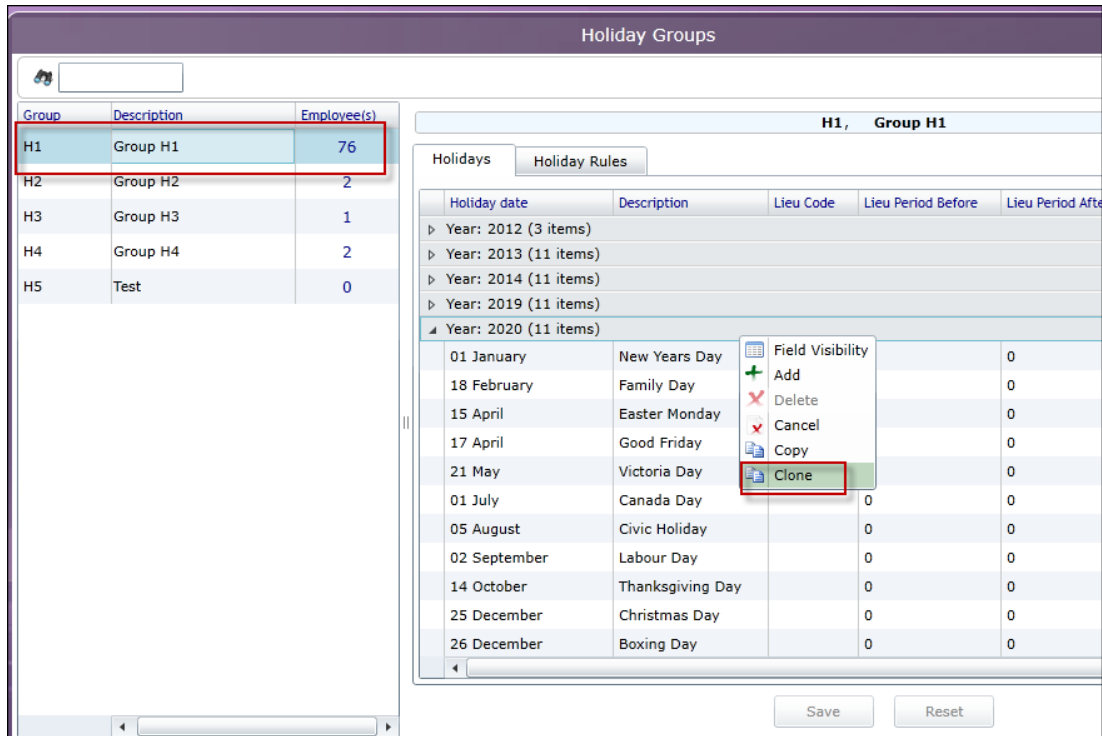 Holiday Groups
Group Description Employee(s)
H1 Group H1 76
H2 Group H2 2
H3 Group H3 1
H4 Group H4 2
H5 Test 0
H1, Group H1
Holidays Holiday Rules
Holiday date Description Lieu Code Lieu Period Before Lieu Period Afte
Year: 2012 (3 items)
Year: 2013 (11 items)
Year: 2014 (11 items)
Year: 2019 (11 items)
Year: 2020 (11 items)
01 January New Years Day 0
18 February Family Day 0
15 April Easter Monday 0
17 April Good Friday 0
21 May Victoria Day 0
01 July Canada Day 0 0
05 August Civic Holiday 0 0
02 September Labour Day 0 0
14 October Thanksgiving Day 0 0
25 December Christmas Day 0 0
26 December Boxing Day 0 0
Field Visibility
Add
Delete
Cancel
Copy
Clone
Save Reset